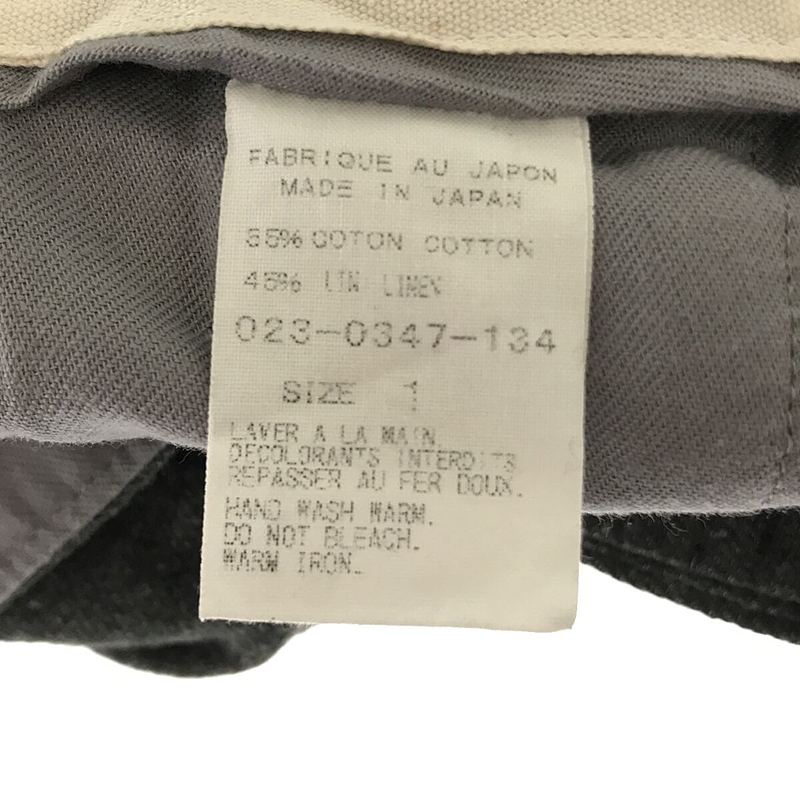 FABRIQUE AU JAPON
MADE IN JAPAN
55% COTON COTTON
45% LIN LINEN
023-0347-134
SIZE 1
LAVER A LA MAIN.
DECOLORANTS INTERDITS
REPASSER AU FER DOUX.
HAND WASH WARM.
DO NOT BLEACH.
WARM IRON.